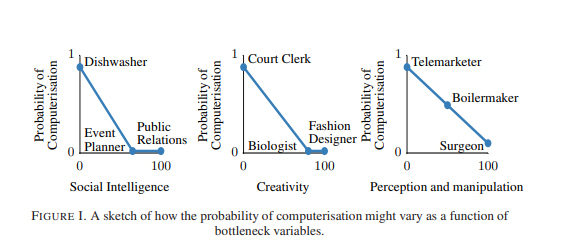 Probability of
Computerisation
1
0
Dishwasher
Event
Planner
Public
Relations
0
100
Social Intelligence
Probability of
Computerisation
1
0
Court Clerk
Biologist
Fashion
Designer
0
100
Creativity
Probability of
Computerisation
1
0
Telemarketer
Boilermaker
Surgeon
0
100
Perception and manipulation
FIGURE I. A sketch of how the probability of computerisation might vary as a function of
bottleneck variables.